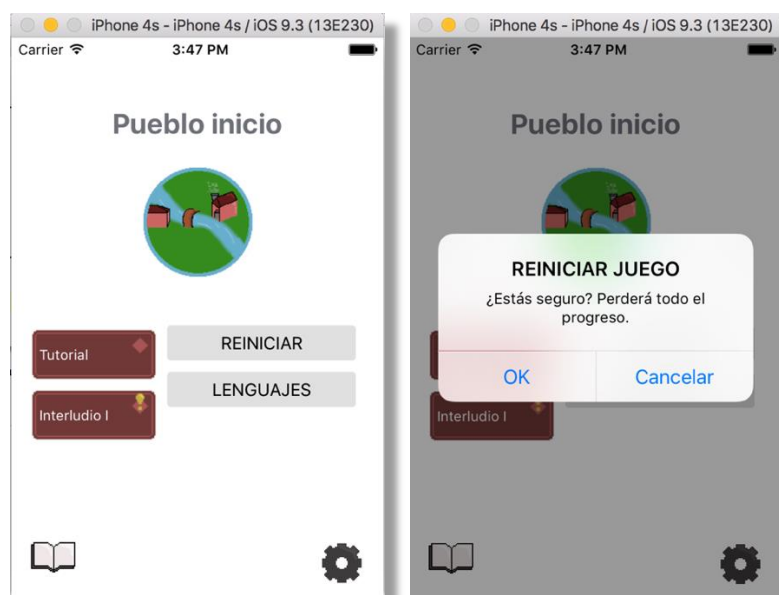 iPhone 4s - iPhone 4s / iOS 9.3 (13E230)
Carrier 3:47 PM
Pueblo inicio
Tutorial
REINICIAR
LENGUAJES
Interludio I
iPhone 4s - iPhone 4s / iOS 9.3 (13E230)
Carrier 3:47 PM
Pueblo inicio
REINICIAR JUEGO
¿Estás seguro? Perderá todo el
progreso.
OK Cancelar
Interludio I